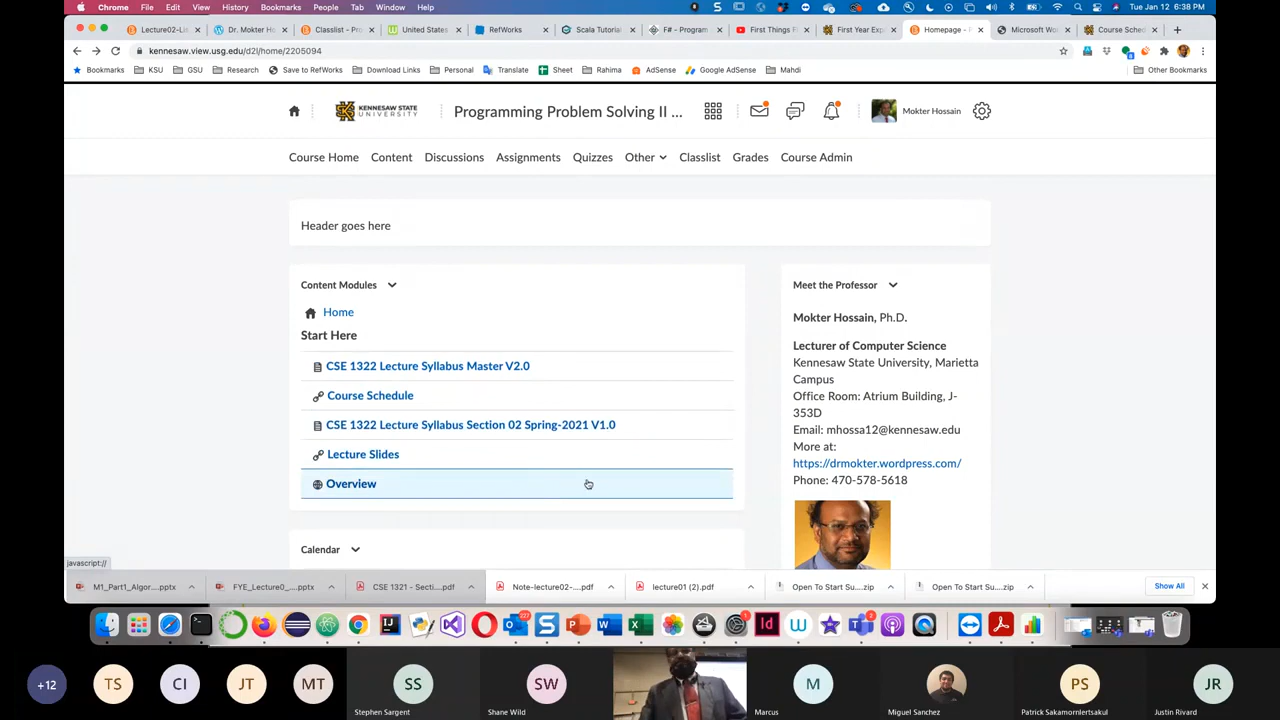 Chrome File Edit View History Bookmarks People Tab Window Help
Tue Jan 12 6:38 PM
Lecture02-Lis
Dr. Mokter H
Classlist - Pro
United States
RefWorks
Scala Tutorial
F# - Program
First Things F
First Year Exp
Homepage - P
Microsoft Wo
Course Sched
kennesaw.view.usg.edu/d2l/home/2205094
Bookmarks KSU GSU Research Save to RefWorks Download Links Personal Translate Sheet Rahima AdSense Google AdSense Mahdi Other Bookmarks
KENNESAW STATE
UNIVERSITY
Programming Problem Solving II ...
Mokter Hossain
Course Home Content Discussions Assignments Quizzes Other Classlist Grades Course Admin
Header goes here
Content Modules
Home
Start Here
CSE 1322 Lecture Syllabus Master V2.0
Course Schedule
CSE 1322 Lecture Syllabus Section 02 Spring-2021 V1.0
Lecture Slides
Overview
Calendar
Meet the Professor
Mokter Hossain, Ph.D.
Lecturer of Computer Science
Kennesaw State University, Marietta
Campus
Office Room: Atrium Building, J-
353D
Email: mhossa12@kennesaw.edu
More at:
https://drmokter.wordpress.com/
Phone: 470-578-5618
javascript://
M1_Part1_Algor....pptx
FYE_Lecture0_....pptx
CSE 1321 - Secti....pdf
Note-lecture02-....pdf
lecture01 (2).pdf
Open To Start Su....zip
Open To Start Su....zip
Show All
+12
TS
CI
JT
MT
SS
Stephen Sargent
SW
Shane Wild
M
Marcus
Miguel Sanchez
PS
Patrick Sakamornlertsakul
JR
Justin Rivard